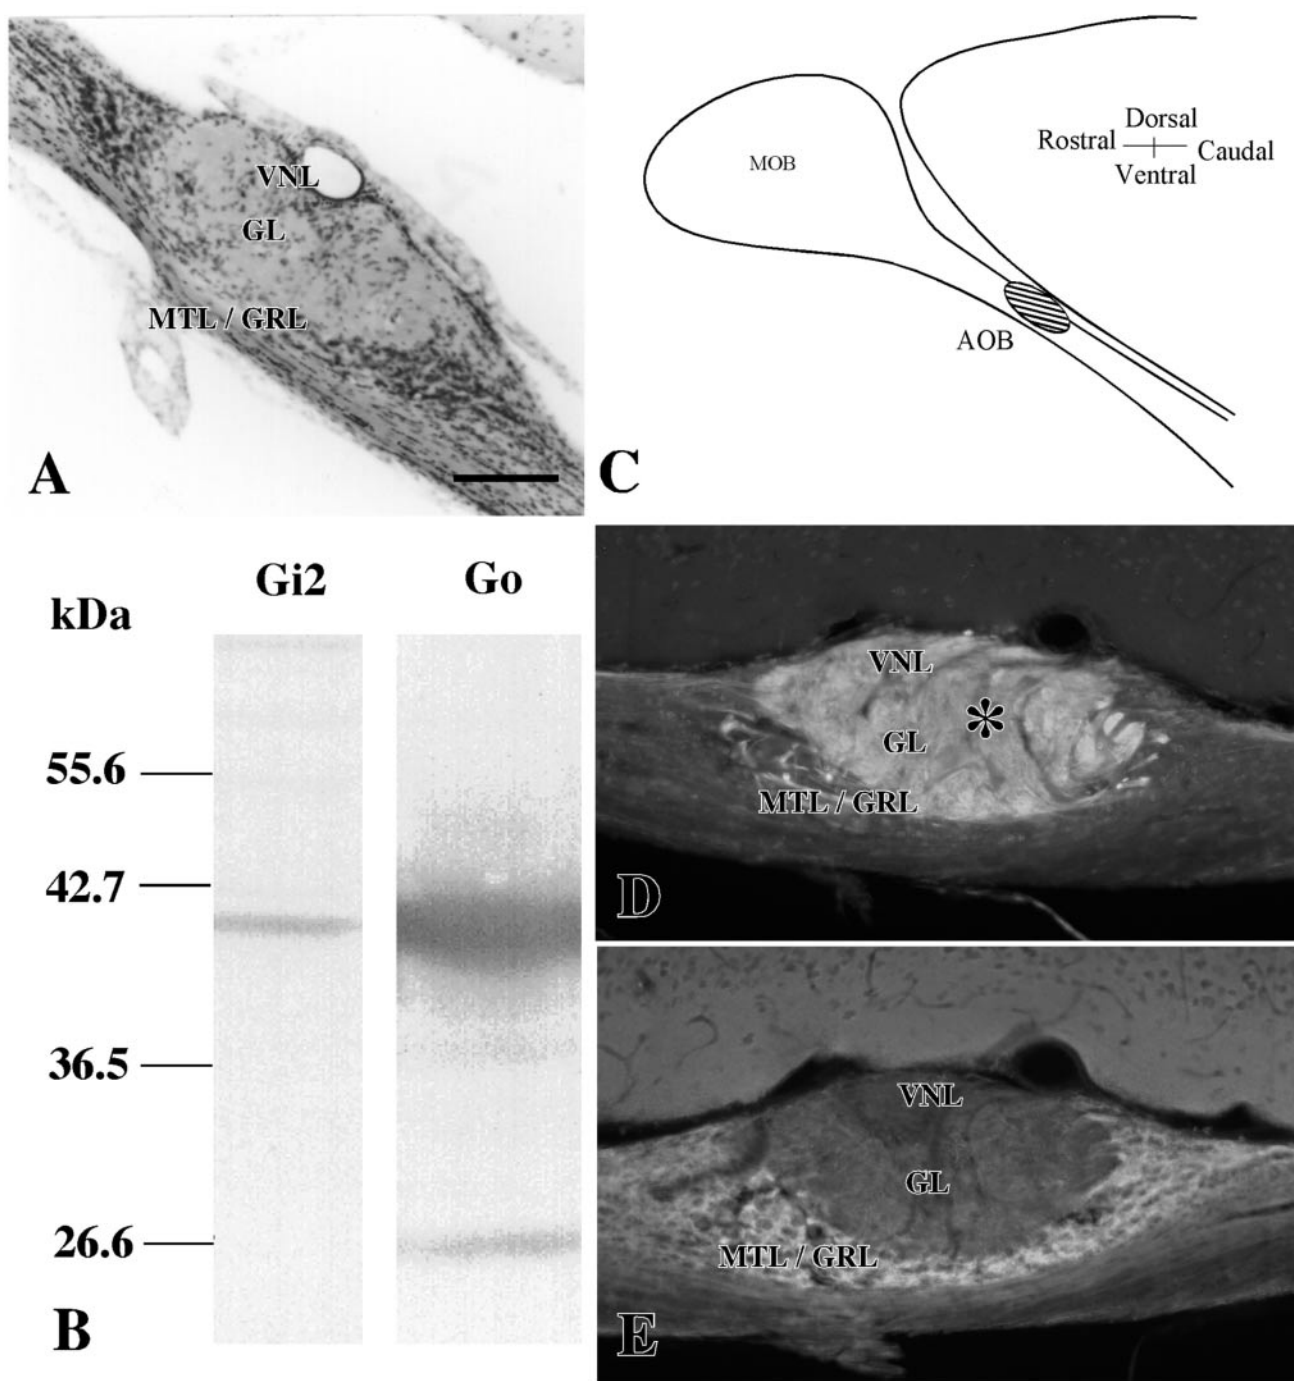 VNL
GL
MTL / GRL
A
MOB
Dorsal
Rostral Caudal
Ventral
AOB
C
Gi2 Go
kDa
55.6
42.7
36.5
26.6
B
VNL
*
GL
MTL / GRL
D
VNL
GL
MTL / GRL
E